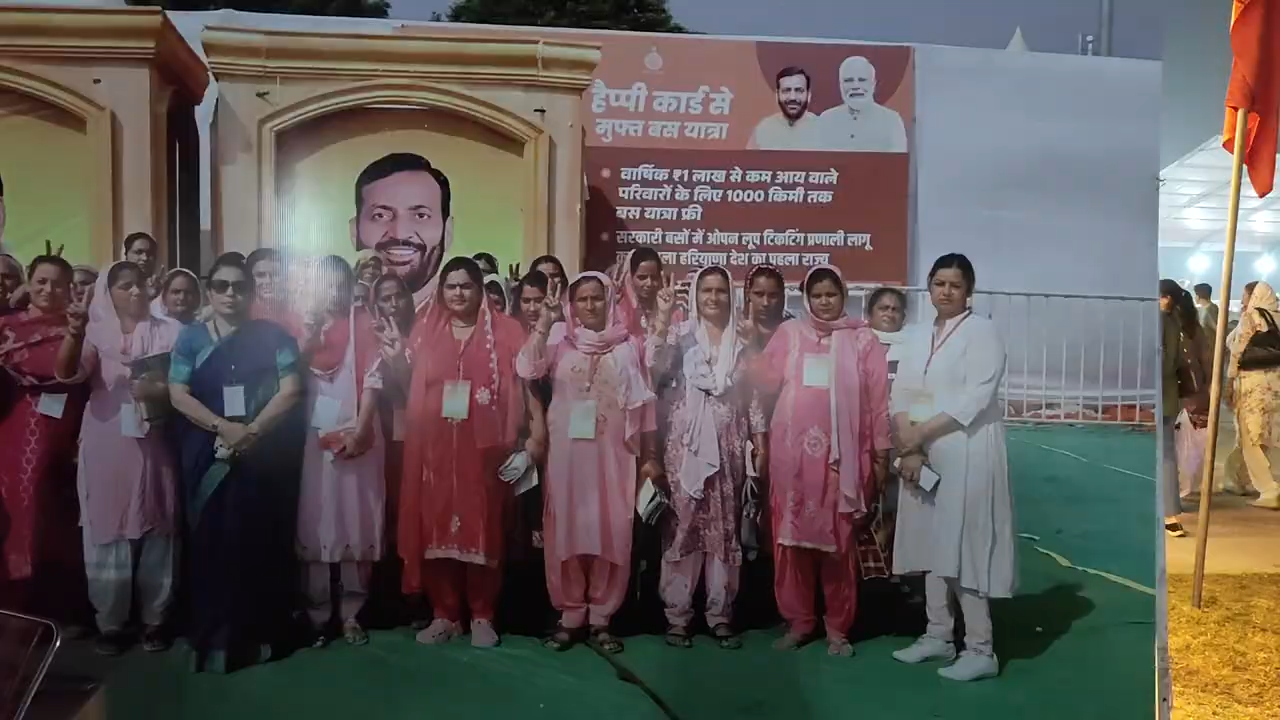 हैप्पी कार्ड से
मुफ्त बस यात्रा
वार्षिक ₹1 लाख से कम आय वाले
परिवारों के लिए 1000 किमी तक
बस यात्रा फ्री
सरकारी बसों में ओपन लूप टिकटिंग प्रणाली लागू
हरियाणा देश का पहला राज्य